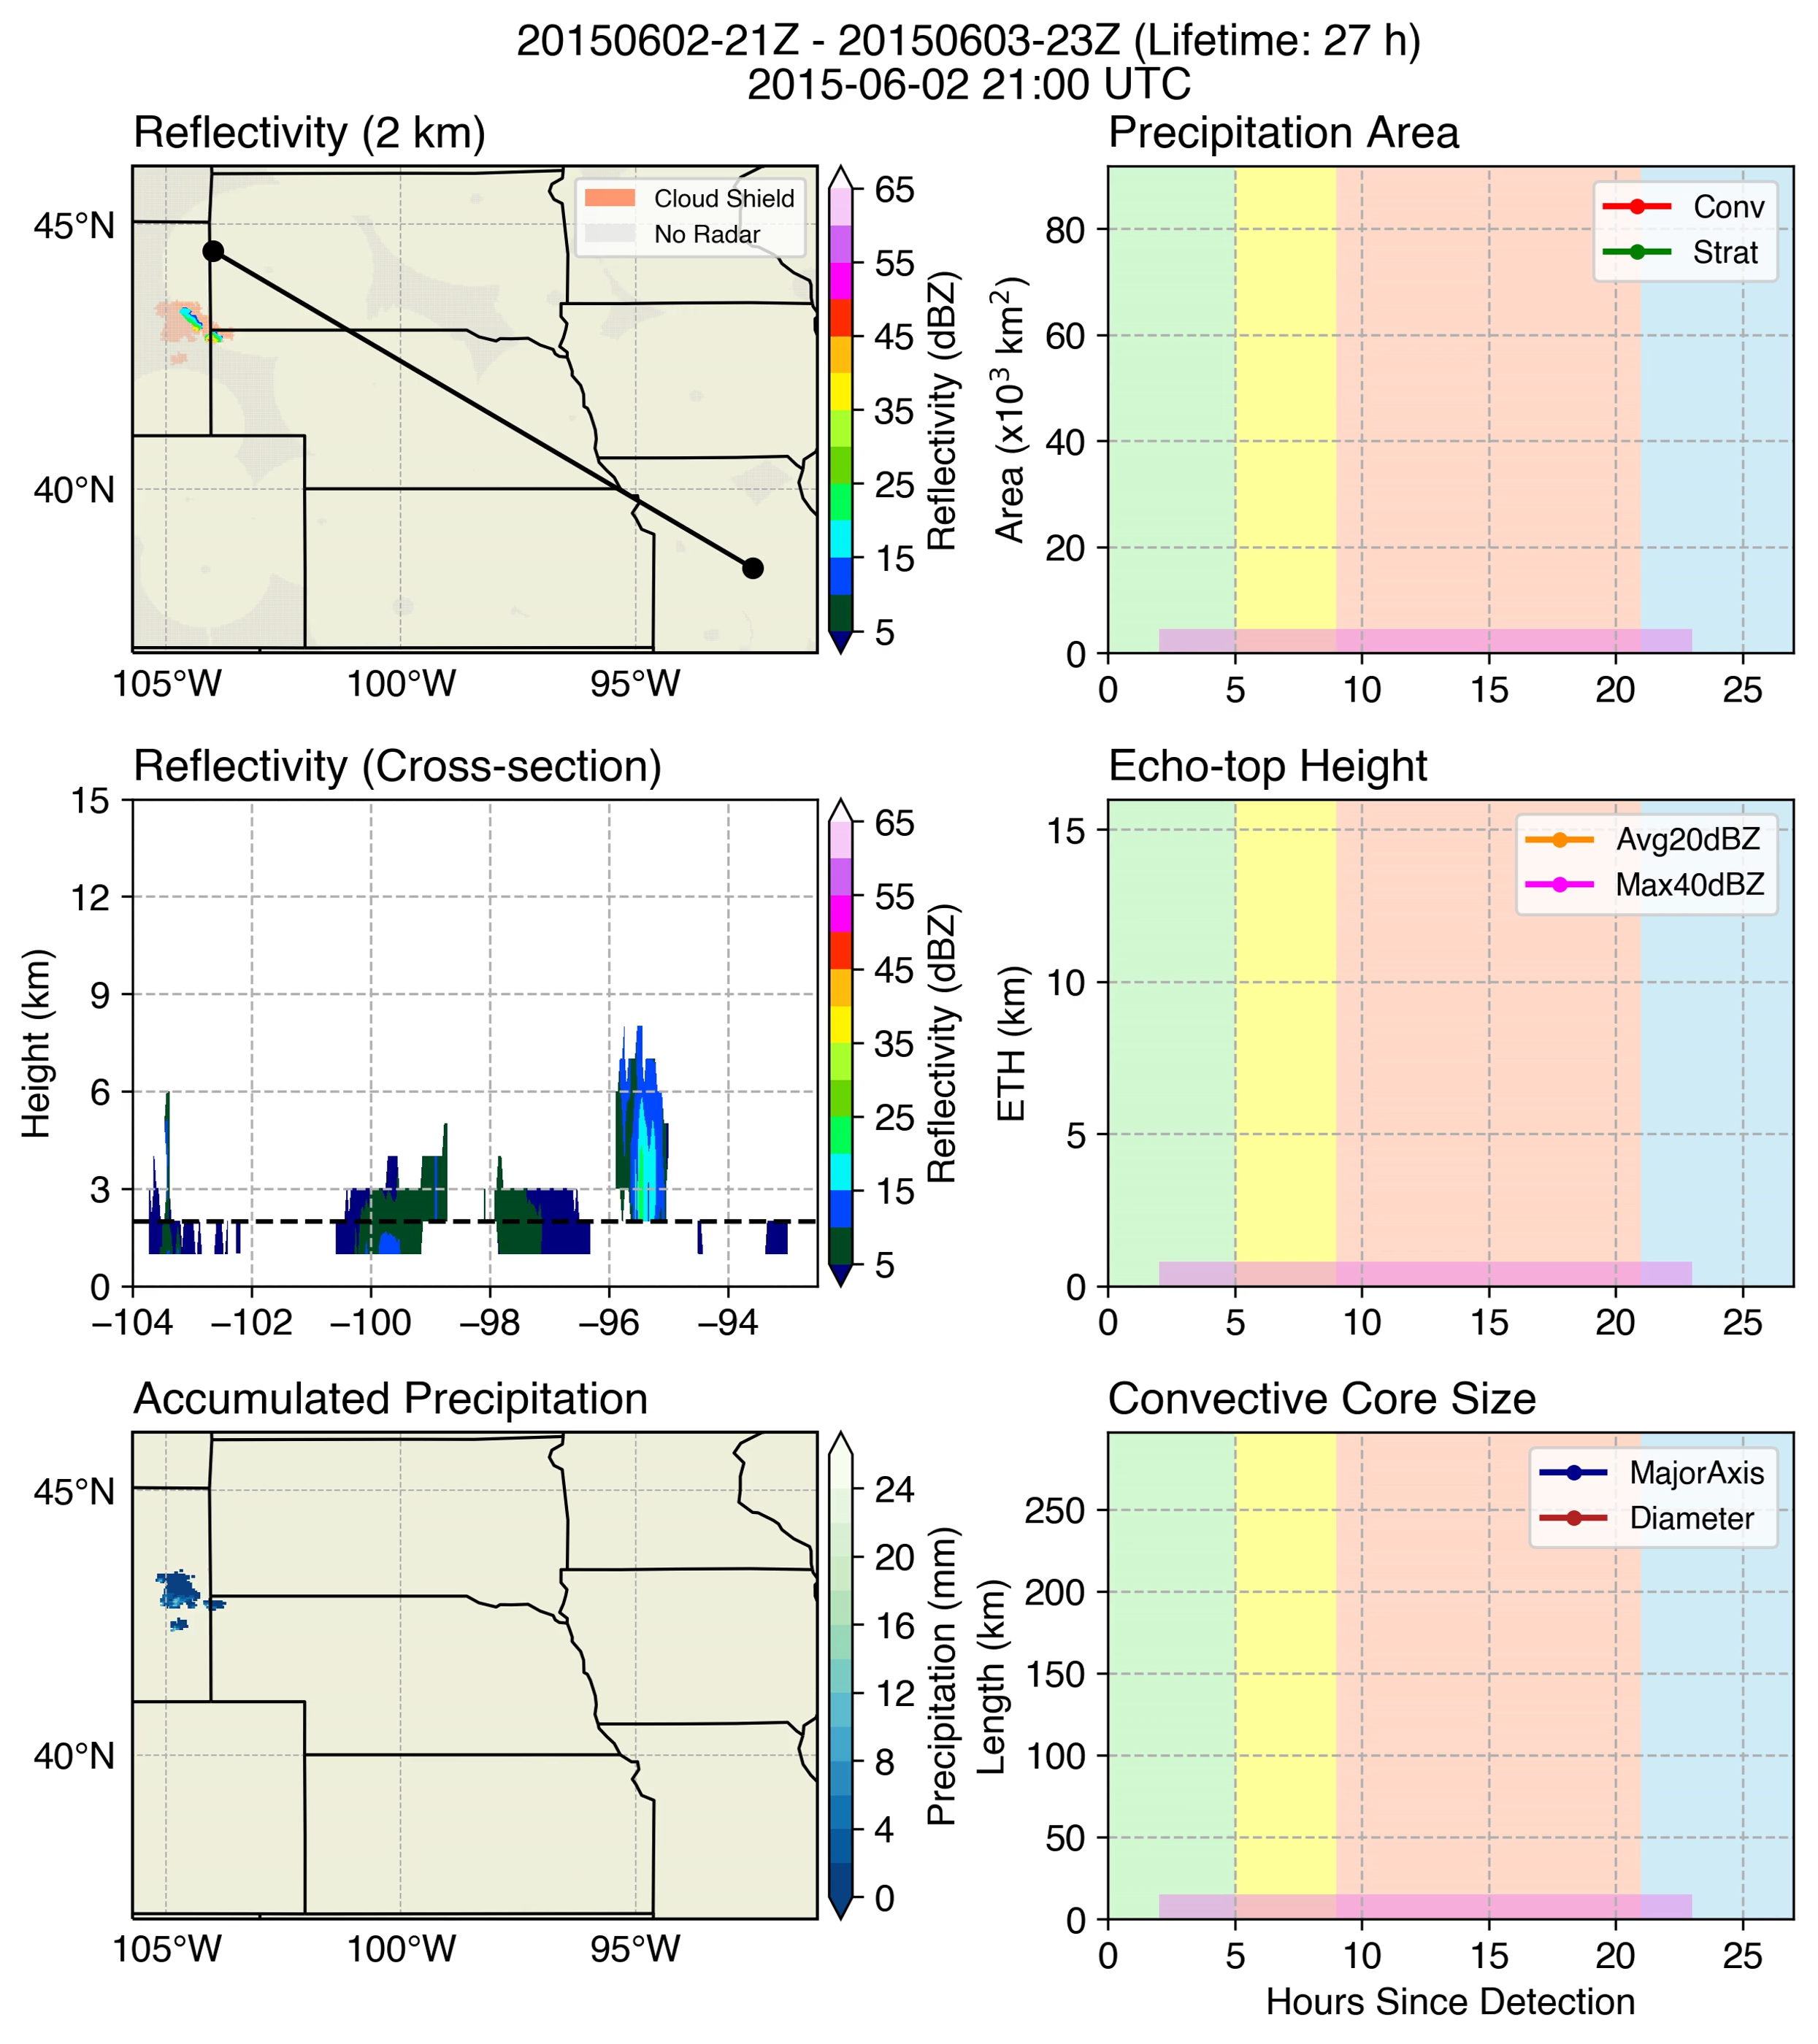 20150602-21Z - 20150603-23Z (Lifetime: 27 h)
2015-06-02 21:00 UTC
Reflectivity (2 km)
Cloud Shield
No Radar
45°N
40°N
105°W 100°W 95°W
65
55
45
35
25
15
5
Reflectivity (dBZ)
Precipitation Area
Conv
Strat
Area (x10³ km²)
80
60
40
20
0
0 5 10 15 20 25
Reflectivity (Cross-section)
Height (km)
15
12
9
6
3
0
−104 −102 −100 −98 −96 −94
65
55
45
35
25
15
5
Reflectivity (dBZ)
Echo-top Height
Avg20dBZ
Max40dBZ
ETH (km)
15
10
5
0
0 5 10 15 20 25
Accumulated Precipitation
45°N
40°N
105°W 100°W 95°W
24
20
16
12
8
4
0
Precipitation (mm)
Convective Core Size
MajorAxis
Diameter
Length (km)
250
200
150
100
50
0
0 5 10 15 20 25
Hours Since Detection